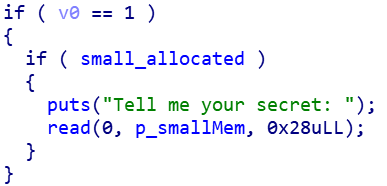 if ( v0 == 1 )
{
  if ( small_allocated )
  {
    puts("Tell me your secret: ");
    read(0, p_smallMem, 0x28uLL);
  }
}